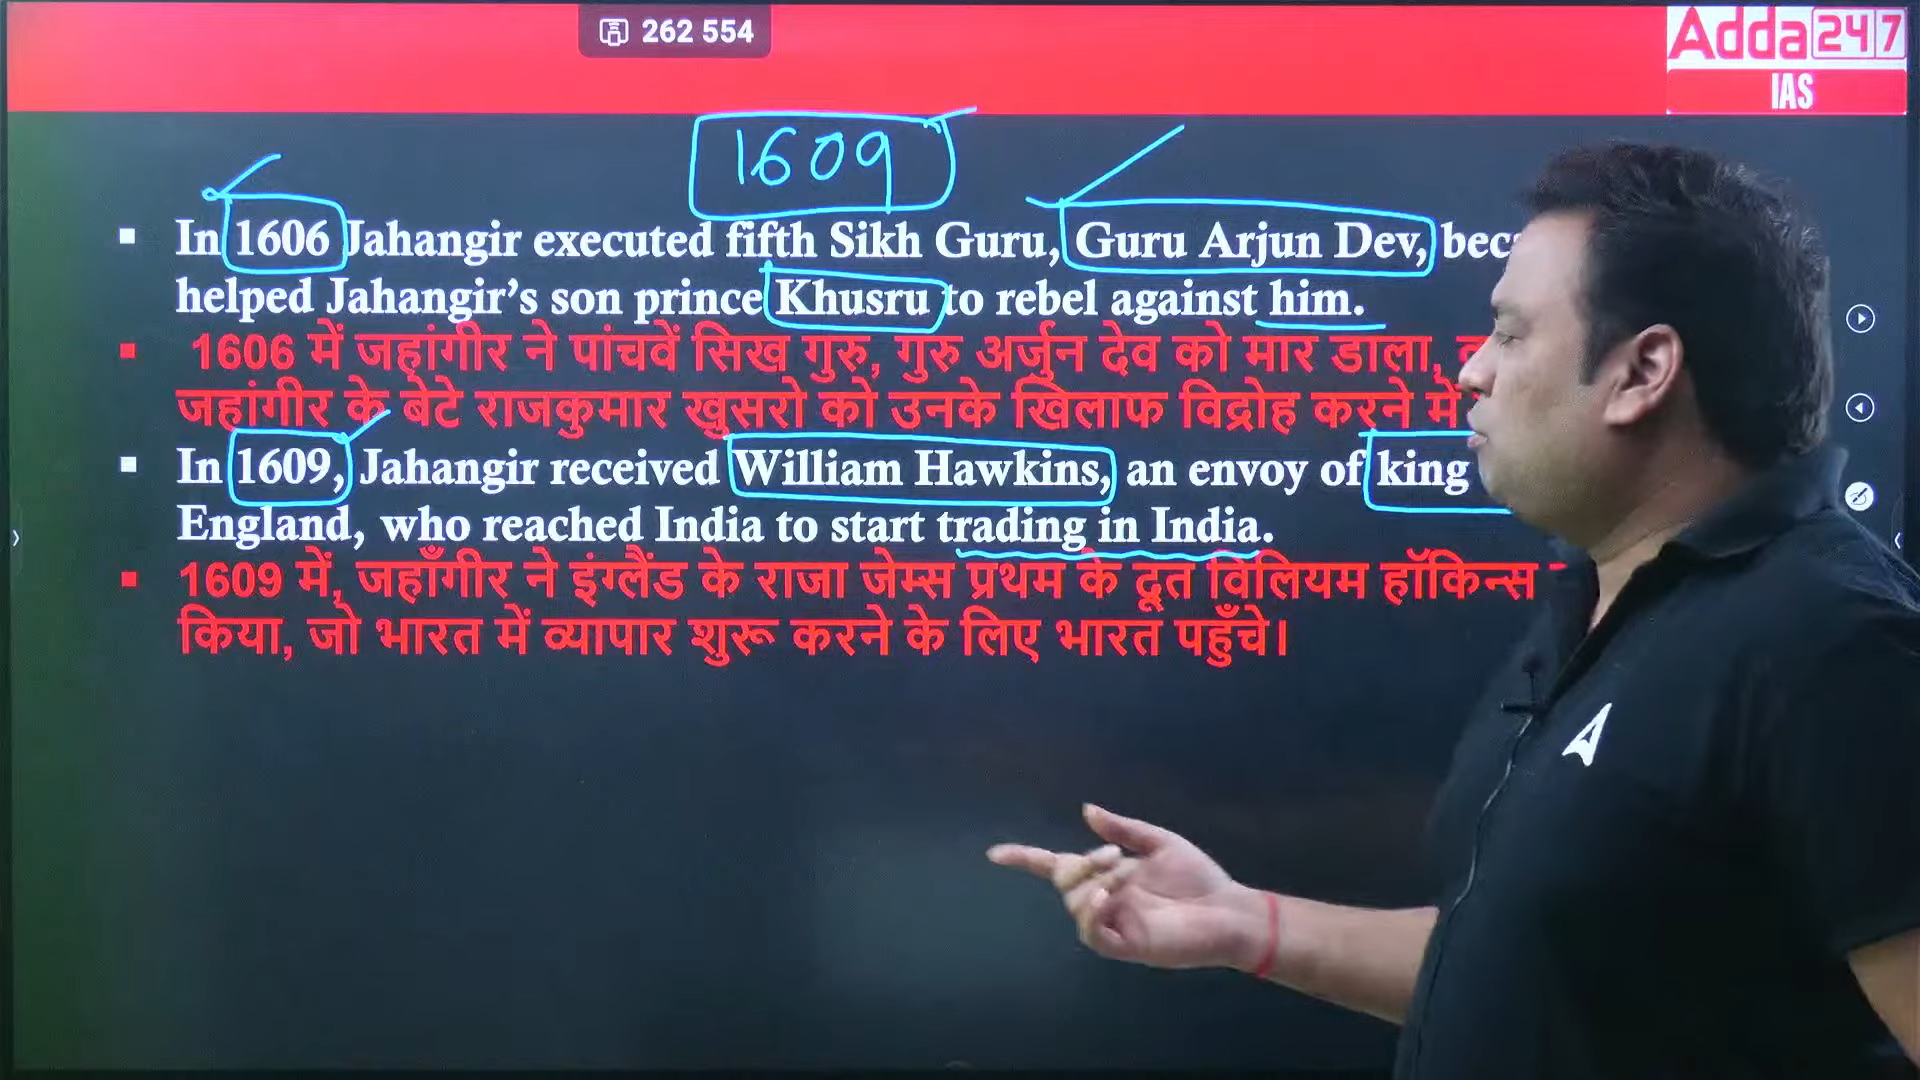 262 554
Adda247
IAS
1609
In 1606 Jahangir executed fifth Sikh Guru, Guru Arjun Dev,
helped Jahangir's son prince Khusru to rebel against him.
1606 में जहांगीर ने पांचवें सिख गुरु, गुरु अर्जुन देव को मार डाला,
जहांगीर के बेटे राजकुमार खुसरो को उनके खिलाफ विद्रोह करने में
In 1609, Jahangir received William Hawkins, an envoy of king
England, who reached India to start trading in India.
1609 में, जहाँगीर ने इंग्लैंड के राजा जेम्स प्रथम के दूत विलियम हॉकिन्स
किया, जो भारत में व्यापार शुरू करने के लिए भारत पहुँचे।